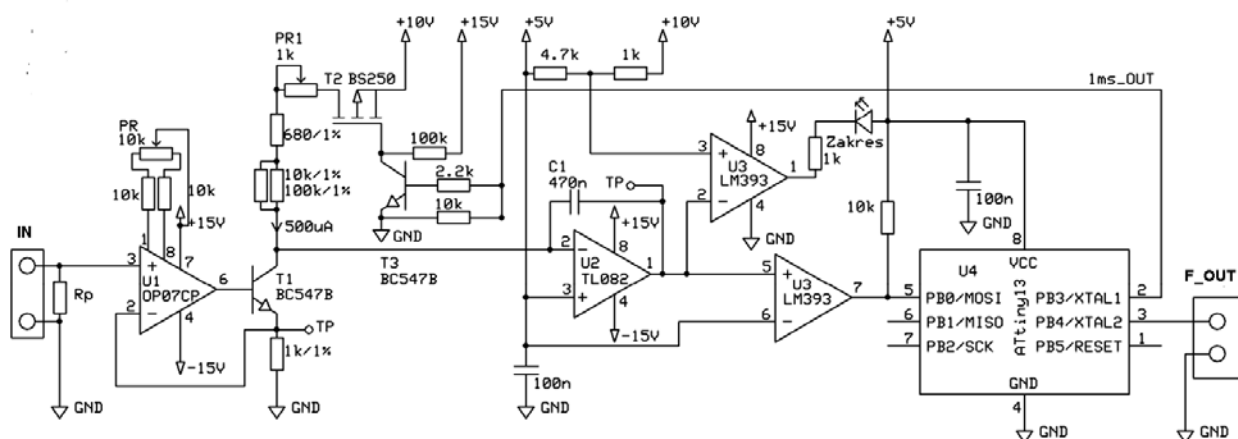 +10V
+15V
+5V
+10V
+5V
PR1
1k
T2 BS250
4.7k
1k
1ms_OUT
PR
10k
680/1%
100k
+15V
Zakres
1k
10k
10k
10k/1%
100k/1%
2.2k
C1
470n
TP
3
8
U3
LM393
1
2
4
100n
+15V
500uA
10k
GND
+15V
GND
10k
GND
IN
1
8
7
3
U1
OP07CP
6
2
4
T1
BC547B
T3
BC547B
2
8
U2
TL082
1
3
4
5
U3
LM393
7
6
8
VCC
U4
ATtiny13
5
PB0/MOSI
PB3/XTAL1
2
F_OUT
6
PB1/MISO
PB4/XTAL2
3
7
PB2/SCK
PB5/RESET
1
Rp
TP
-15V
1k/1%
-15V
100n
GND
4
GND
GND
GND
GND
GND